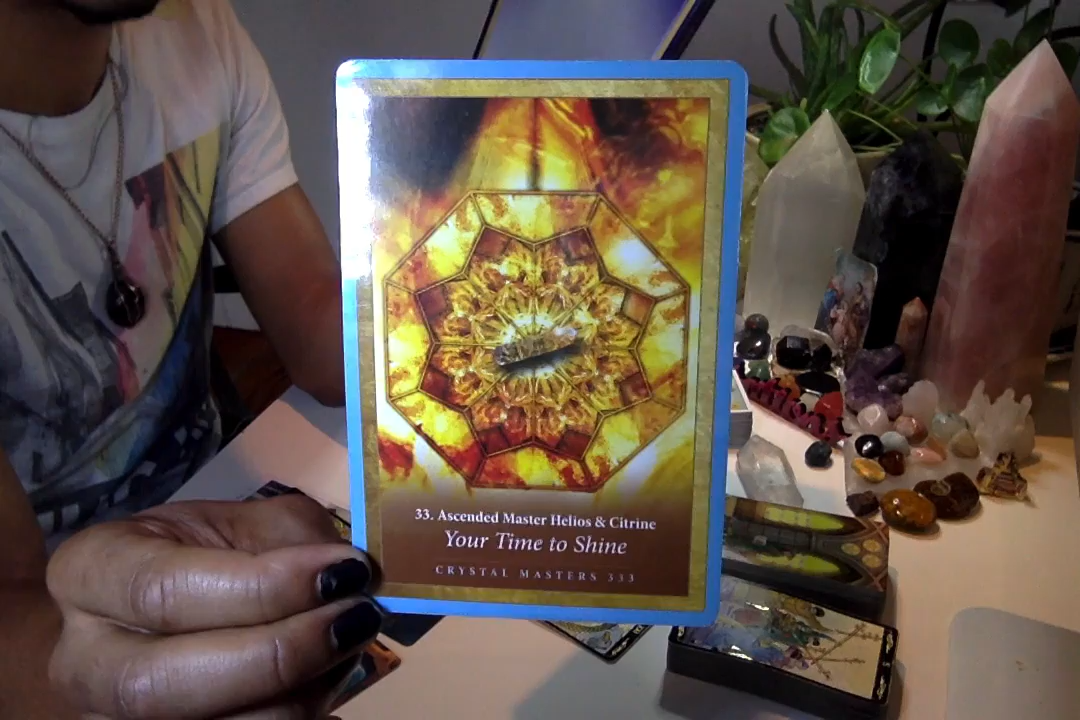 33. Ascended Master Helios & Citrine
Your Time to Shine
CRYSTAL MASTERS 333